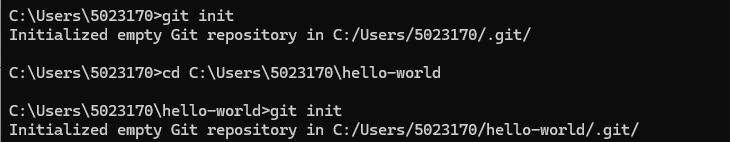 C:\Users\5023170>git init
Initialized empty Git repository in C:/Users/5023170/.git/
C:\Users\5023170>cd C:\Users\5023170\hello-world
C:\Users\5023170\hello-world>git init
Initialized empty Git repository in C:/Users/5023170/hello-world/.git/